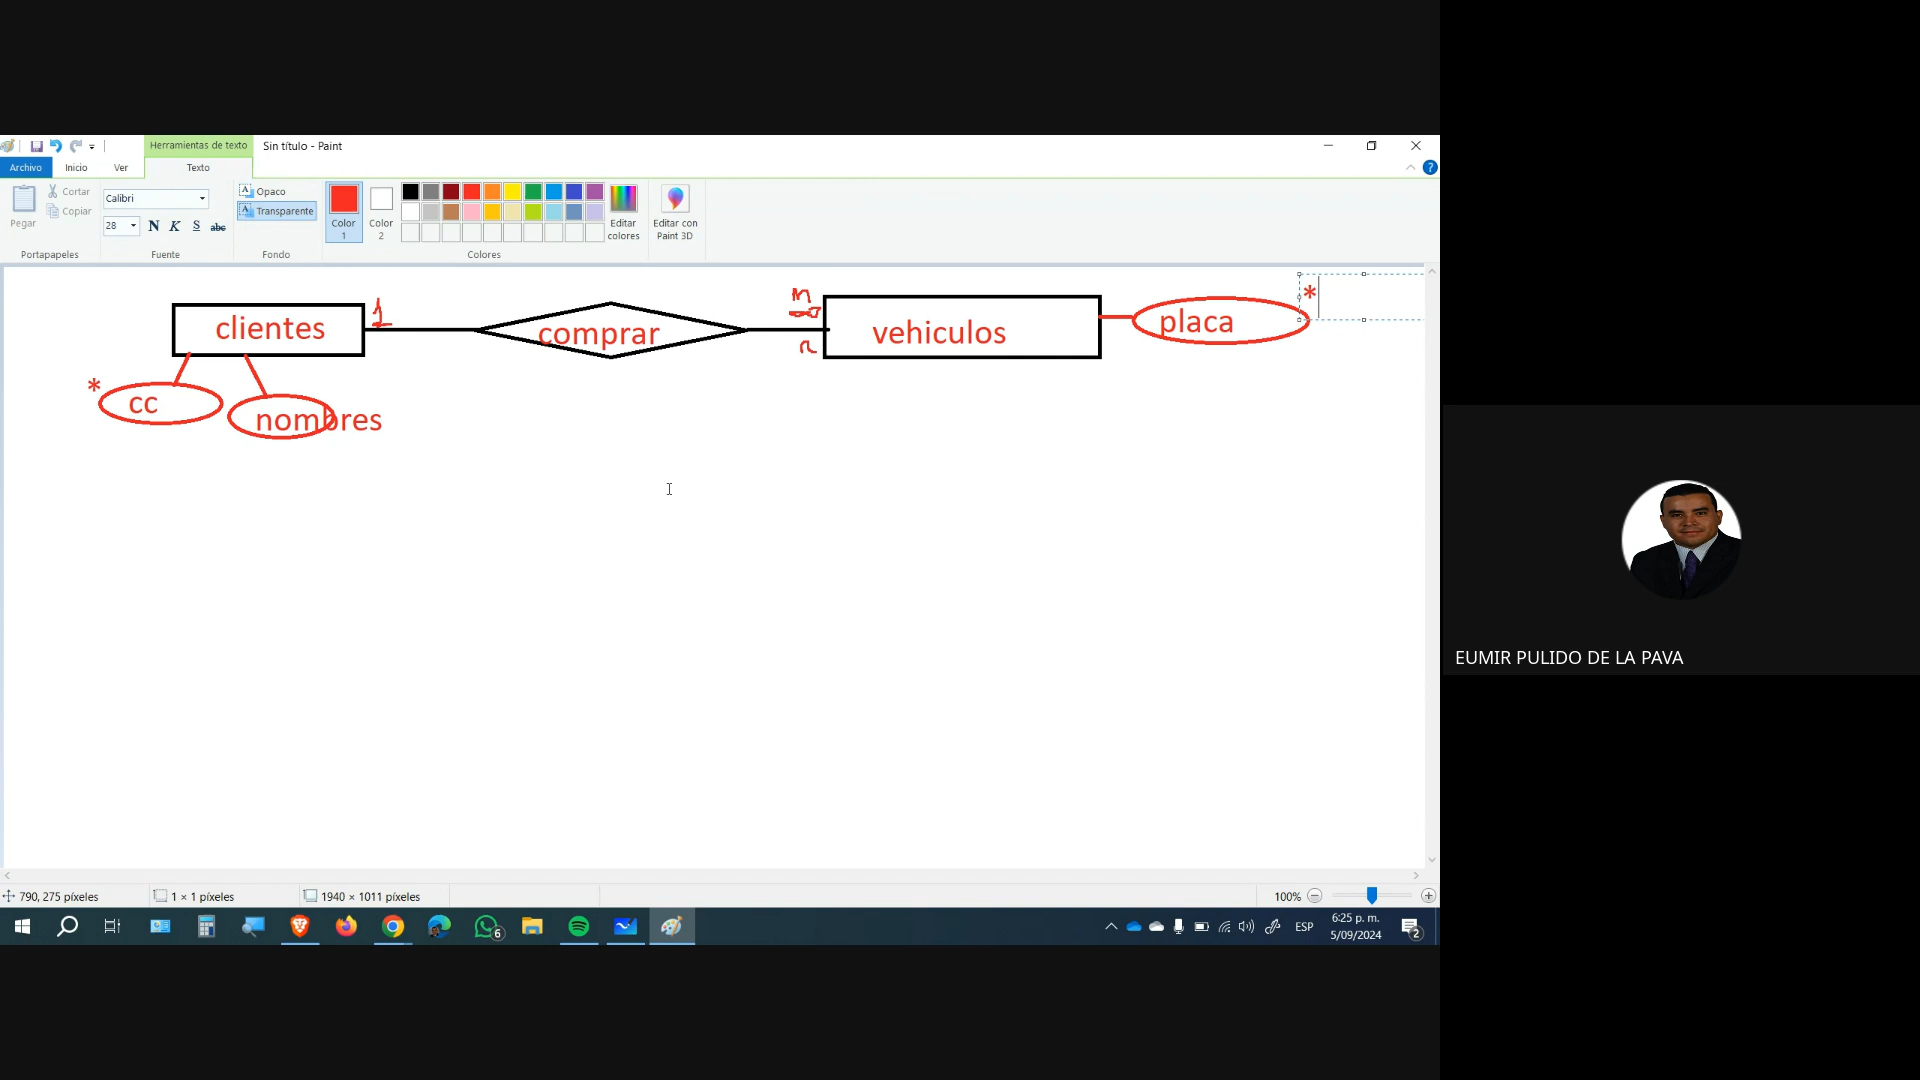 Herramientas de texto
Sin título - Paint
Archivo
Inicio
Ver
Texto
?
Pegar
Cortar
Copiar
Portapapeles
Calibri
28
N K S abc
Fuente
A Opaco
A Transparente
Fondo
Color 1
Color 2
Editar colores
Editar con Paint 3D
Colores
clientes
1
comprar
m
n
vehiculos
placa
*
*
cc
nombres
790, 275 píxeles
1 × 1 píxeles
1940 × 1011 píxeles
100%
6
ESP
6:25 p. m.
5/09/2024
2
EUMIR PULIDO DE LA PAVA